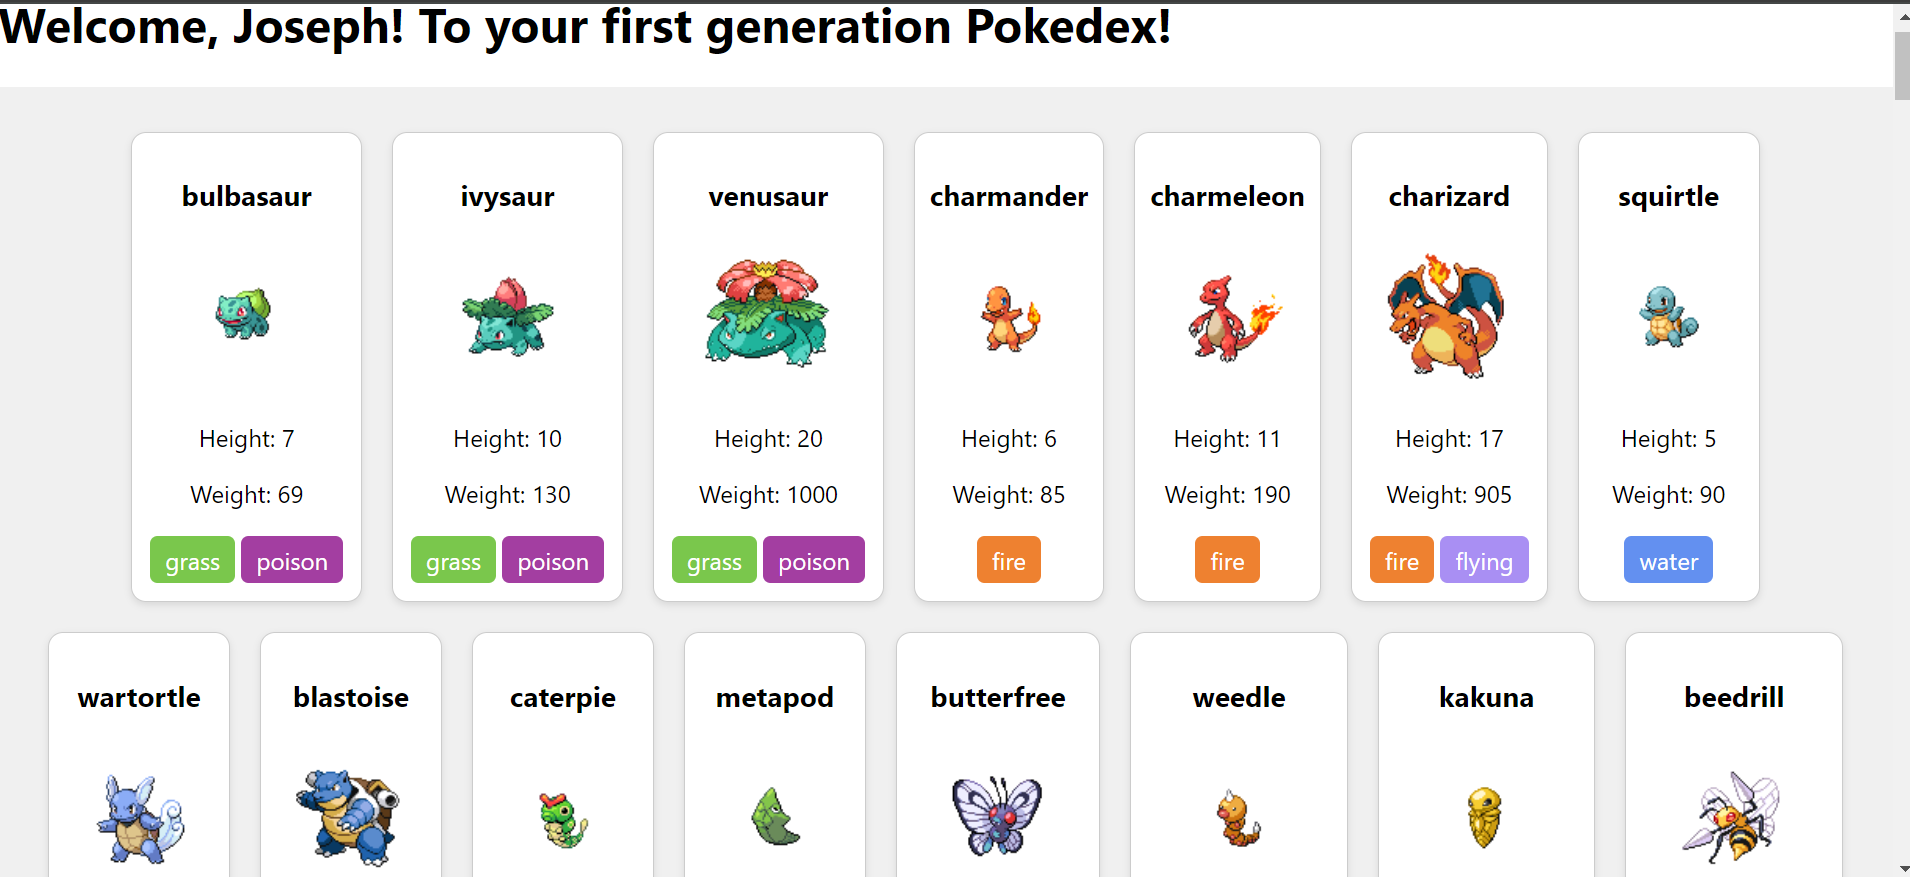 Welcome, Joseph! To your first generation Pokedex!
bulbasaur
Height: 7
Weight: 69
grass poison
ivysaur
Height: 10
Weight: 130
grass poison
venusaur
Height: 20
Weight: 1000
grass poison
charmander
Height: 6
Weight: 85
fire
charmeleon
Height: 11
Weight: 190
fire
charizard
Height: 17
Weight: 905
fire flying
squirtle
Height: 5
Weight: 90
water
wartortle
blastoise
caterpie
metapod
butterfree
weedle
kakuna
beedrill